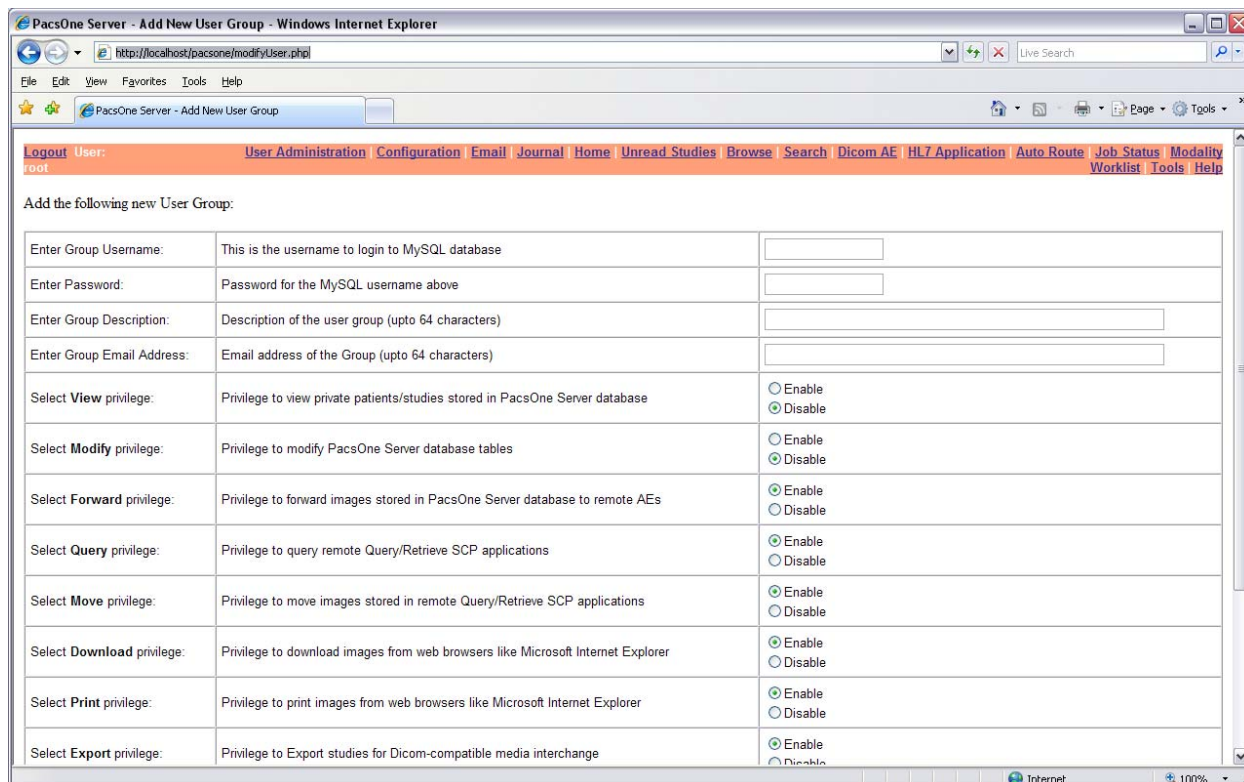 PacsOne Server - Add New User Group - Windows Internet Explorer
http://localhost/pacsone/modifyUser.php
Live Search
File Edit View Favorites Tools Help
PacsOne Server - Add New User Group
Page Tools
Logout User: root
User Administration | Configuration | Email | Journal | Home | Unread Studies | Browse | Search | Dicom AE | HL7 Application | Auto Route | Job Status | Modality
Worklist | Tools | Help
Add the following new User Group:
Enter Group Username: This is the username to login to MySQL database
Enter Password: Password for the MySQL username above
Enter Group Description: Description of the user group (upto 64 characters)
Enter Group Email Address: Email address of the Group (upto 64 characters)
Select View privilege: Privilege to view private patients/studies stored in PacsOne Server database
Enable
Disable
Select Modify privilege: Privilege to modify PacsOne Server database tables
Enable
Disable
Select Forward privilege: Privilege to forward images stored in PacsOne Server database to remote AEs
Enable
Disable
Select Query privilege: Privilege to query remote Query/Retrieve SCP applications
Enable
Disable
Select Move privilege: Privilege to move images stored in remote Query/Retrieve SCP applications
Enable
Disable
Select Download privilege: Privilege to download images from web browsers like Microsoft Internet Explorer
Enable
Disable
Select Print privilege: Privilege to print images from web browsers like Microsoft Internet Explorer
Enable
Disable
Select Export privilege: Privilege to Export studies for Dicom-compatible media interchange
Enable
Disable
Internet
100%